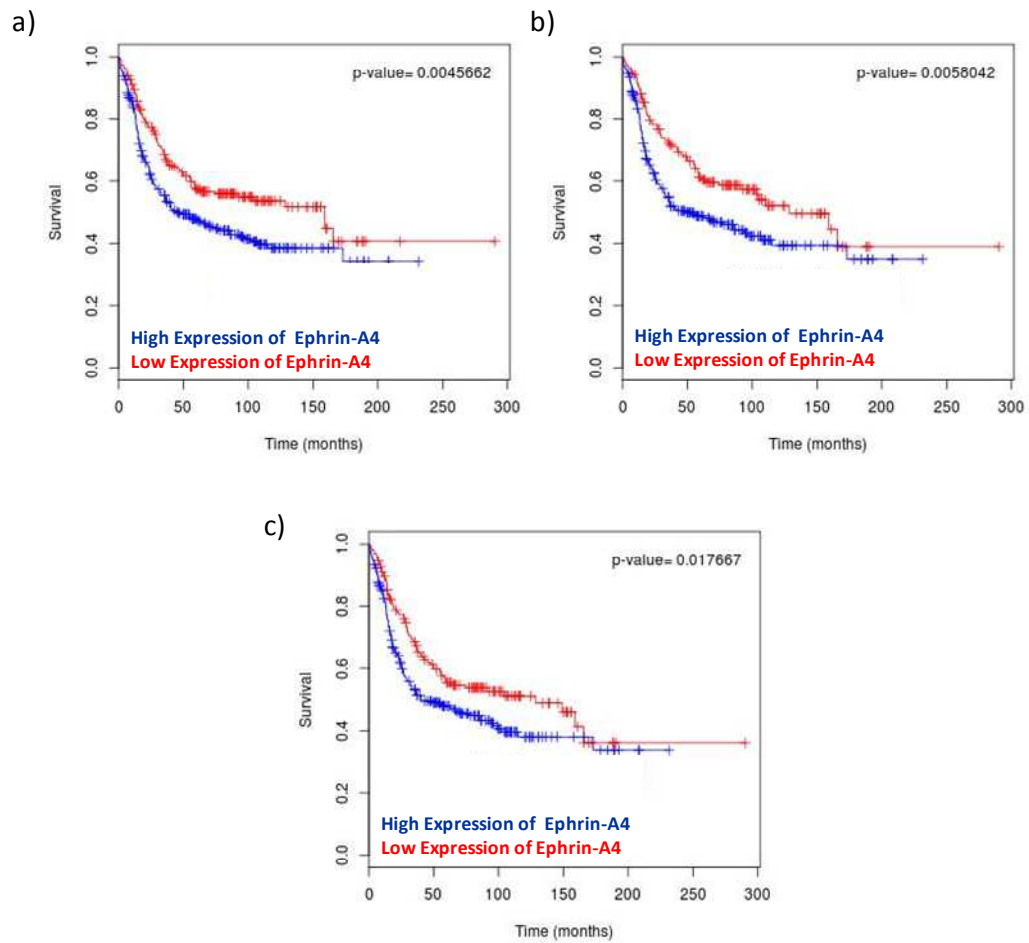 a)
p-value= 0.0045662
Survival
1.0
0.8
0.6
0.4
0.2
0.0
High Expression of  Ephrin-A4
Low Expression of Ephrin-A4
0 50 100 150 200 250 300
Time (months)
b)
p-value= 0.0058042
Survival
1.0
0.8
0.6
0.4
0.2
0.0
High Expression of  Ephrin-A4
Low Expression of Ephrin-A4
0 50 100 150 200 250 300
Time (months)
c)
p-value= 0.017667
Survival
1.0
0.8
0.6
0.4
0.2
0.0
High Expression of  Ephrin-A4
Low Expression of Ephrin-A4
0 50 100 150 200 250 300
Time (months)